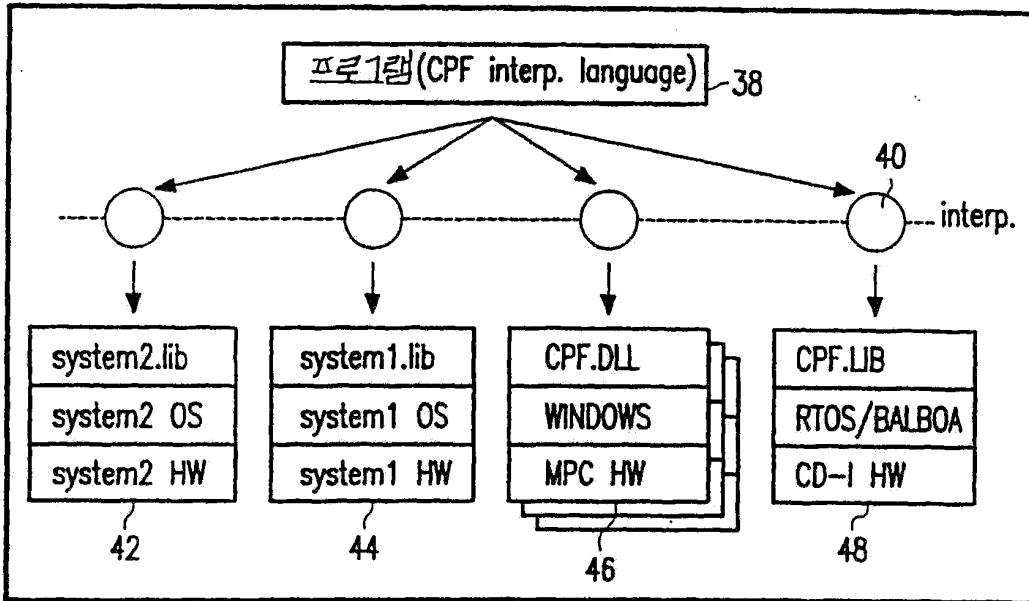 프로그램(CPF interp. language)
38
40
interp.
system2.lib
system2 OS
system2 HW
42
system1.lib
system1 OS
system1 HW
44
CPF.DLL
WINDOWS
MPC HW
46
CPF.LIB
RTOS/BALBOA
CD-I HW
48